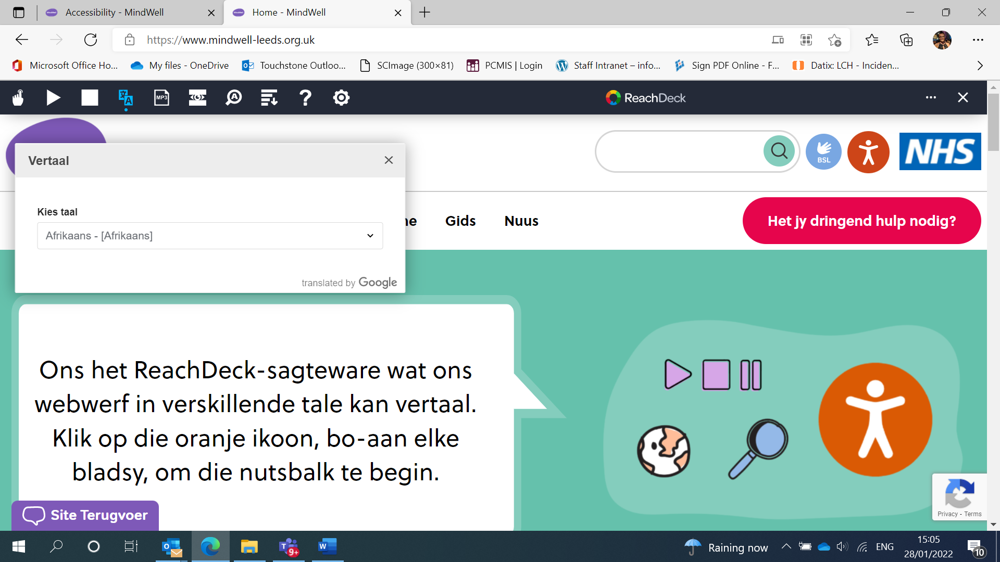 Accessibility - MindWell
Home - MindWell
https://www.mindwell-leeds.org.uk
Microsoft Office Ho...
My files - OneDrive
Touchstone Outloo...
SCImage (300×81)
PCMIS | Login
Staff Intranet – info...
Sign PDF Online - F...
Datix: LCH - Inciden...
MP3
ReachDeck
BSL
NHS
Vertaal
Kies taal
Afrikaans - [Afrikaans]
translated by Google
Gids
Nuus
Het jy dringend hulp nodig?
Ons het ReachDeck-sagteware wat ons
webwerf in verskillende tale kan vertaal.
Klik op die oranje ikoon, bo-aan elke
bladsy, om die nutsbalk te begin.
Site Terugvoer
Privacy - Terms
9+
Raining now
ENG
15:05
28/01/2022
10